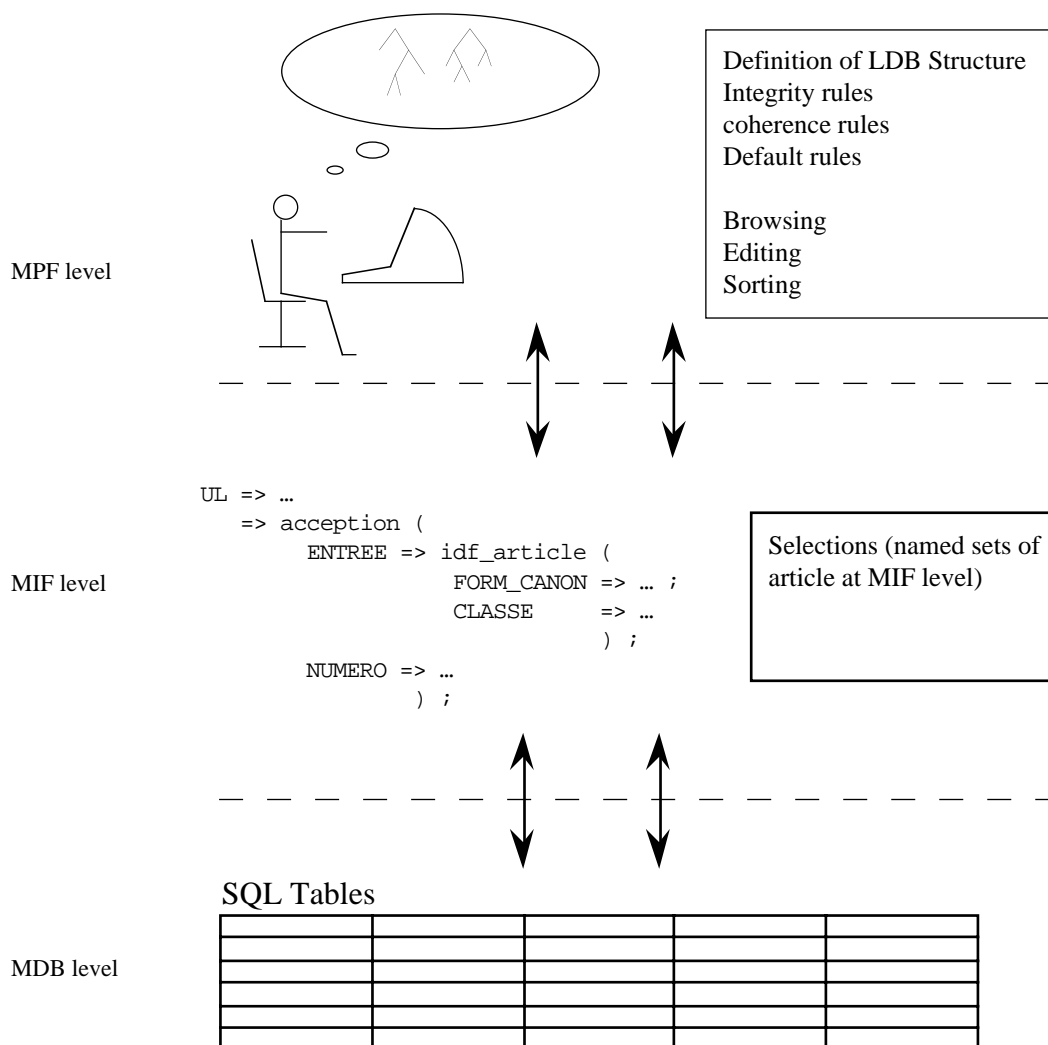 Definition of LDB Structure
Integrity rules
coherence rules
Default rules
Browsing
Editing
Sorting
MPF level
UL => …
=> acception (
ENTREE => idf_article (
FORM_CANON => … ;
CLASSE => …
) ;
NUMERO => …
) ;
MIF level
Selections (named sets of
article at MIF level)
SQL Tables
MDB level